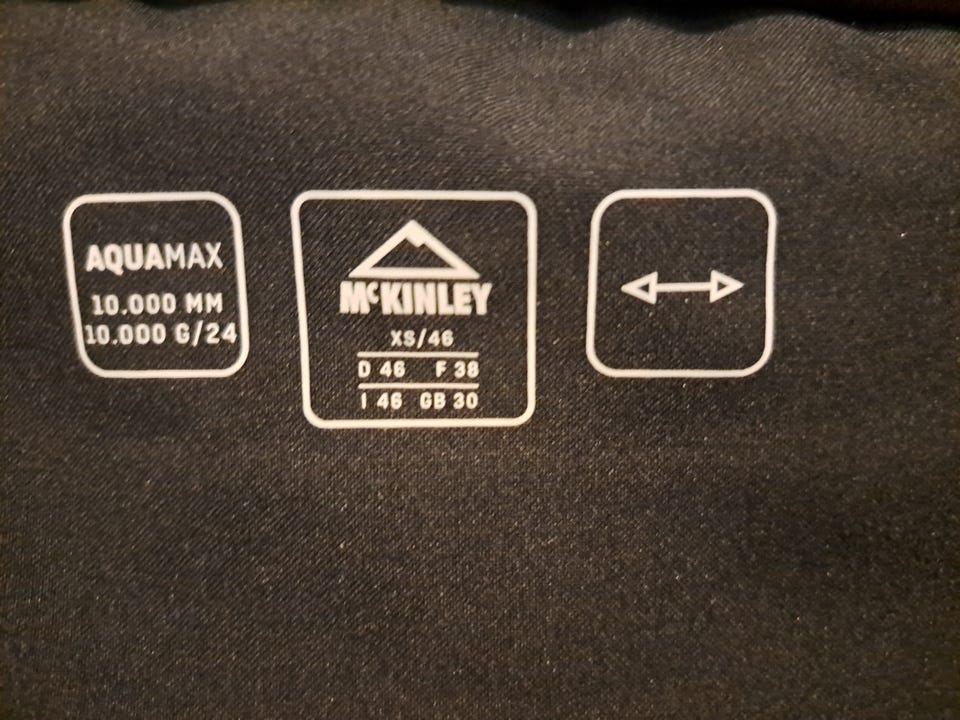 AQUAMAX
10.000 MM
10.000 G/24
McKINLEY
XS/46
D 46 F 38
I 46 GB 30